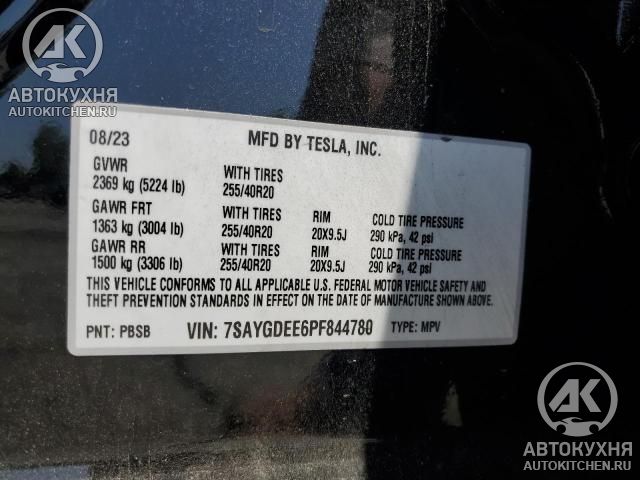 АК
АВТОКУХНЯ
AUTOKITCHEN.RU
08/23 MFD BY TESLA, INC.
GVWR WITH TIRES
2369 kg (5224 lb) 255/40R20
GAWR FRT WITH TIRES RIM COLD TIRE PRESSURE
1363 kg (3004 lb) 255/40R20 20X9.5J 290 kPa, 42 psi
GAWR RR WITH TIRES RIM COLD TIRE PRESSURE
1500 kg (3306 lb) 255/40R20 20X9.5J 290 kPa, 42 psi
THIS VEHICLE CONFORMS TO ALL APPLICABLE U.S. FEDERAL MOTOR VEHICLE SAFETY AND
THEFT PREVENTION STANDARDS IN EFFECT ON THE DATE OF MANUFACTURE SHOWN ABOVE.
PNT: PBSB VIN: 7SAYGDEE6PF844780 TYPE: MPV
АК
АВТОКУХНЯ
AUTOKITCHEN.RU